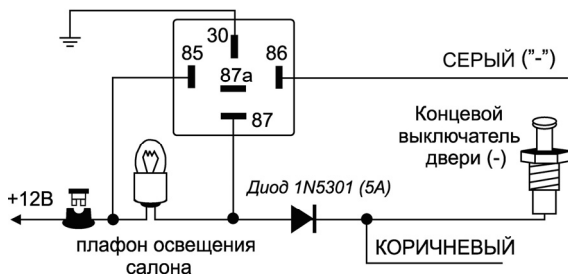 30
85
86
87a
87
СЕРЫЙ ("-")
Концевой
выключатель
двери (-)
Диод 1N5301 (5А)
+12В
плафон освещения
салона
КОРИЧНЕВЫЙ